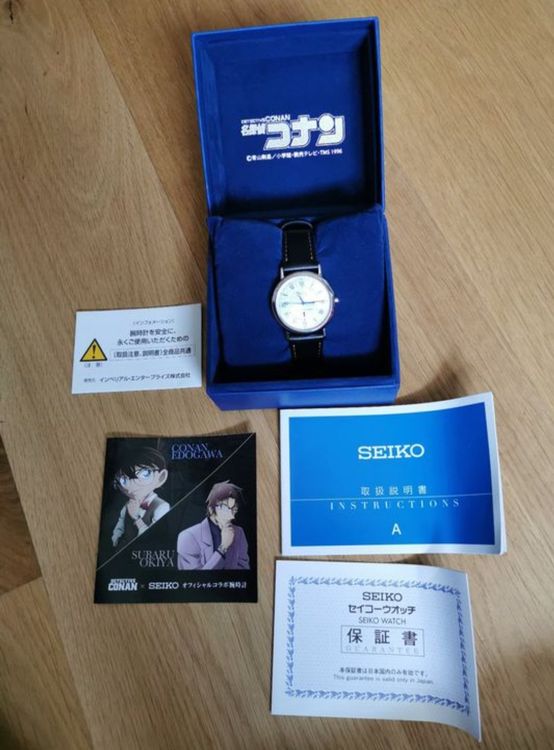 DETECTIVE CONAN
名探偵
コナン
©青山剛昌/小学館・読売テレビ・TMS 1996
〈インフォメーション〉
腕時計を安全に、
永くご使用いただくための
〈取扱注意、説明書〉全商品共通
(注意)
発売元:インペリアル・エンタープライズ株式会社
CONAN
EDOGAWA
SUBARU
OKIYA
DETECTIVE
CONAN × SEIKO オフィシャルコラボ腕時計
SEIKO
取扱説明書
INSTRUCTIONS
A
SEIKO
セイコーウオッチ
SEIKO WATCH
保証書
GUARANTEE
本保証書は日本国内のみ有効です。
This guarantee is valid only in Japan.